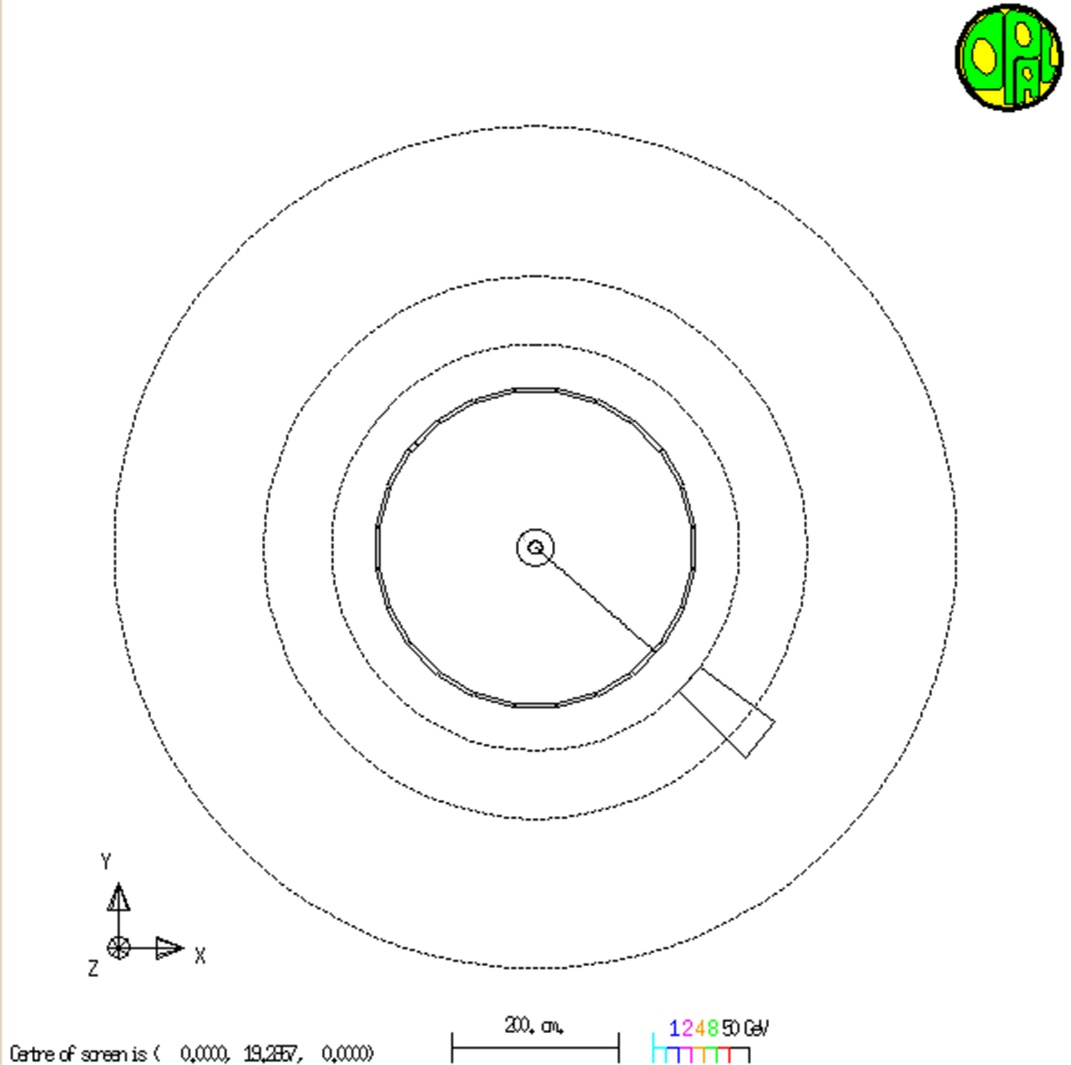 OPAL
Y
X
Z
200. cm.
1 2 4 8 50 GeV
Centre of screen is ( 0.0000, 19.2857, 0.0000)